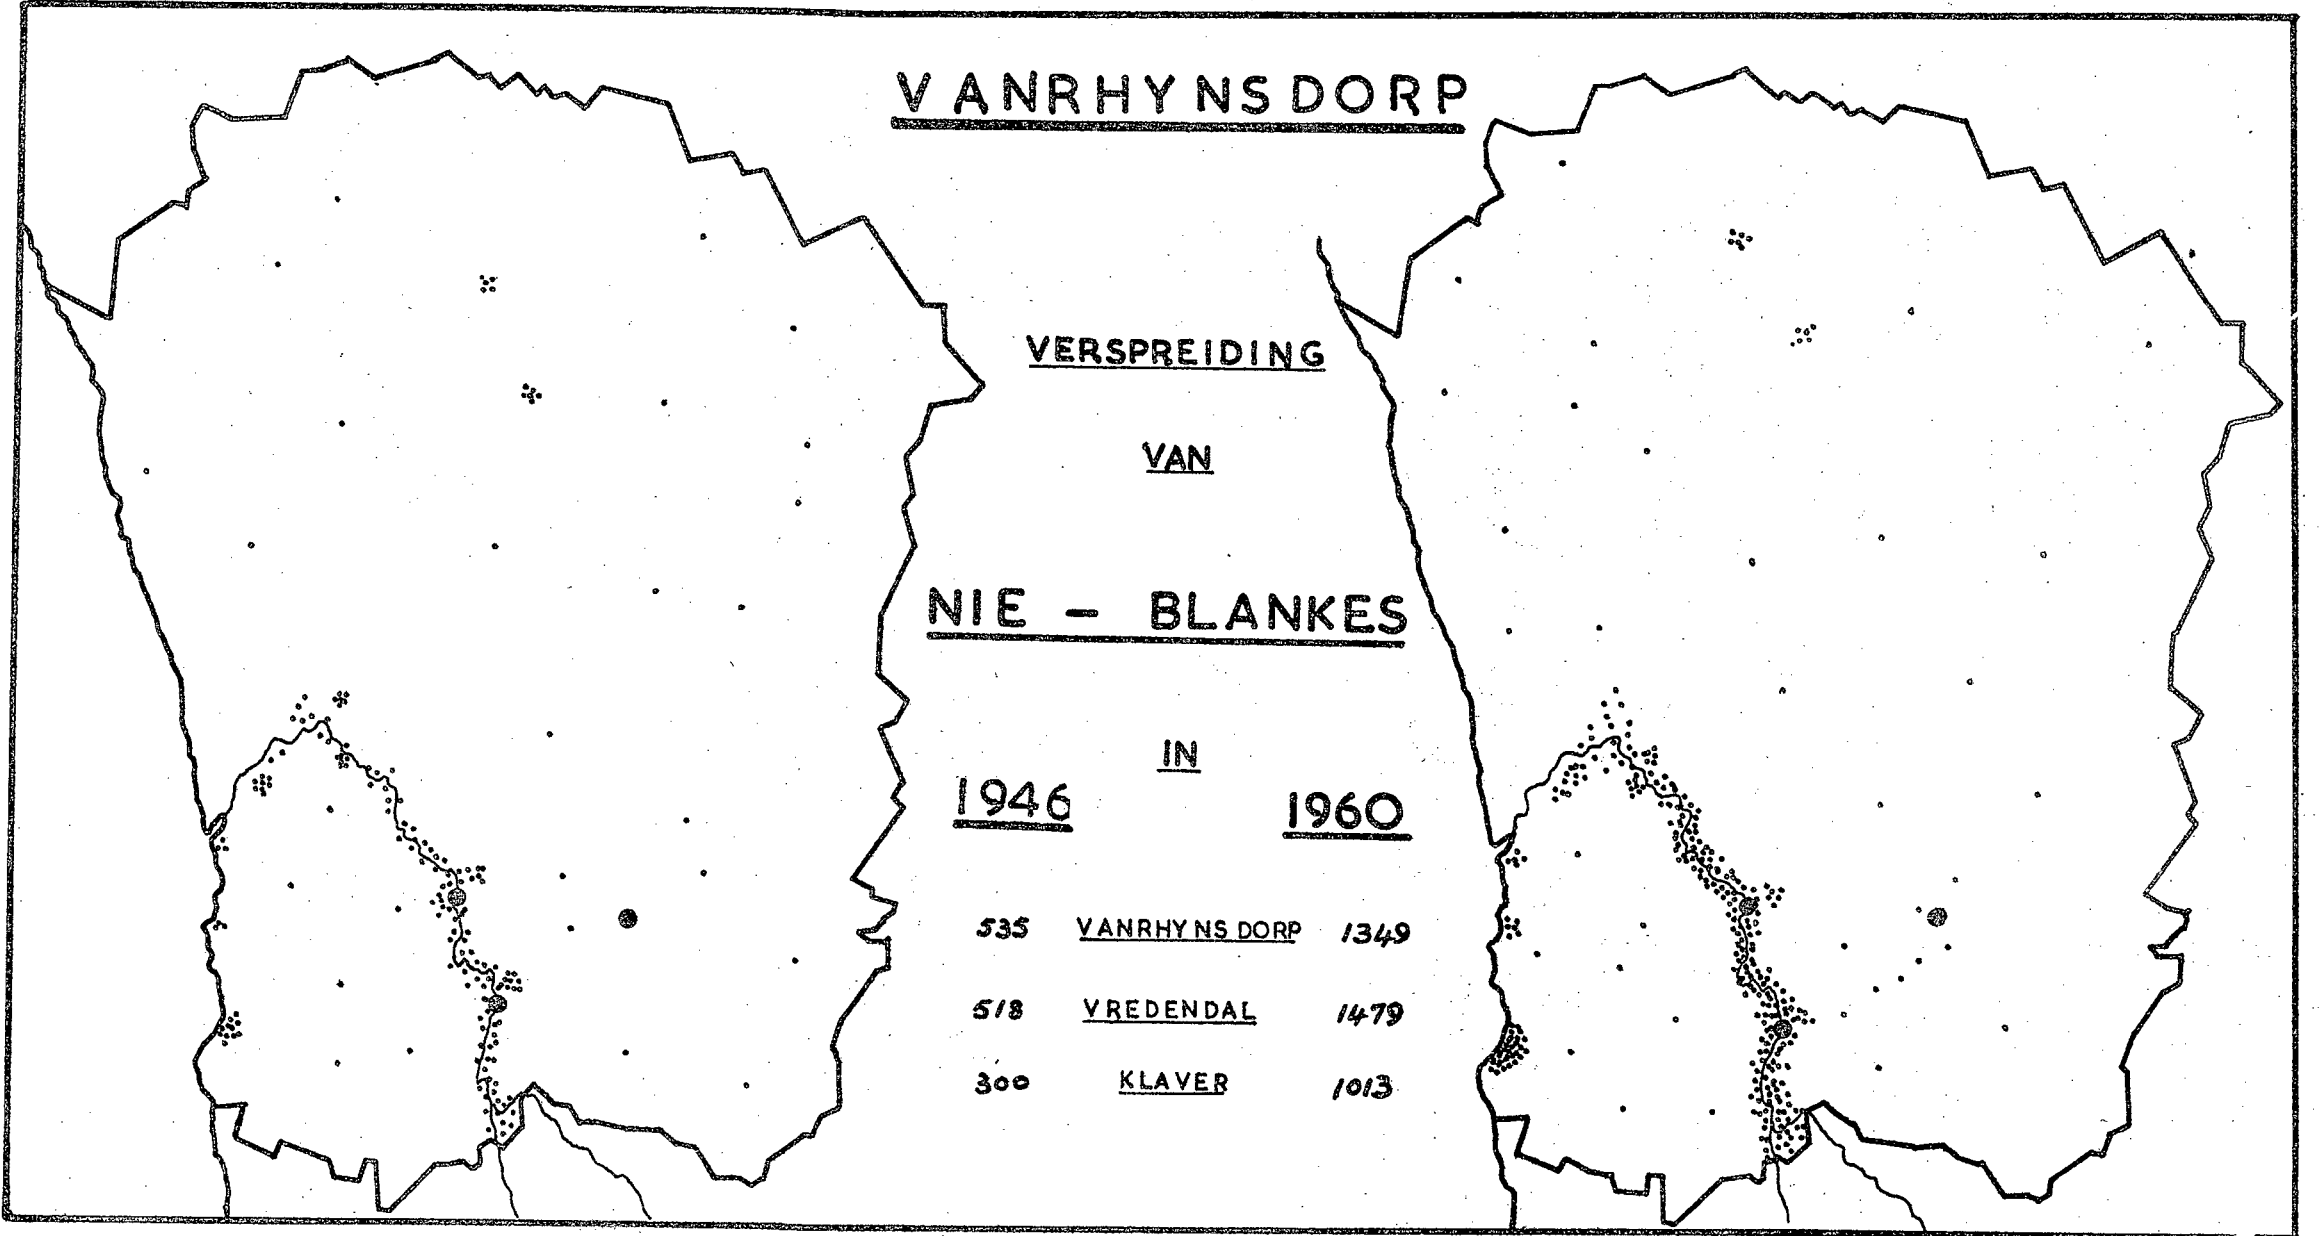 VANRHYNSDORP
VERSPREIDING
VAN
NIE - BLANKES
IN
1946 1960
535 VANRHYNSDORP 1349
518 VREDENDAL 1479
300 KLAVER 1013